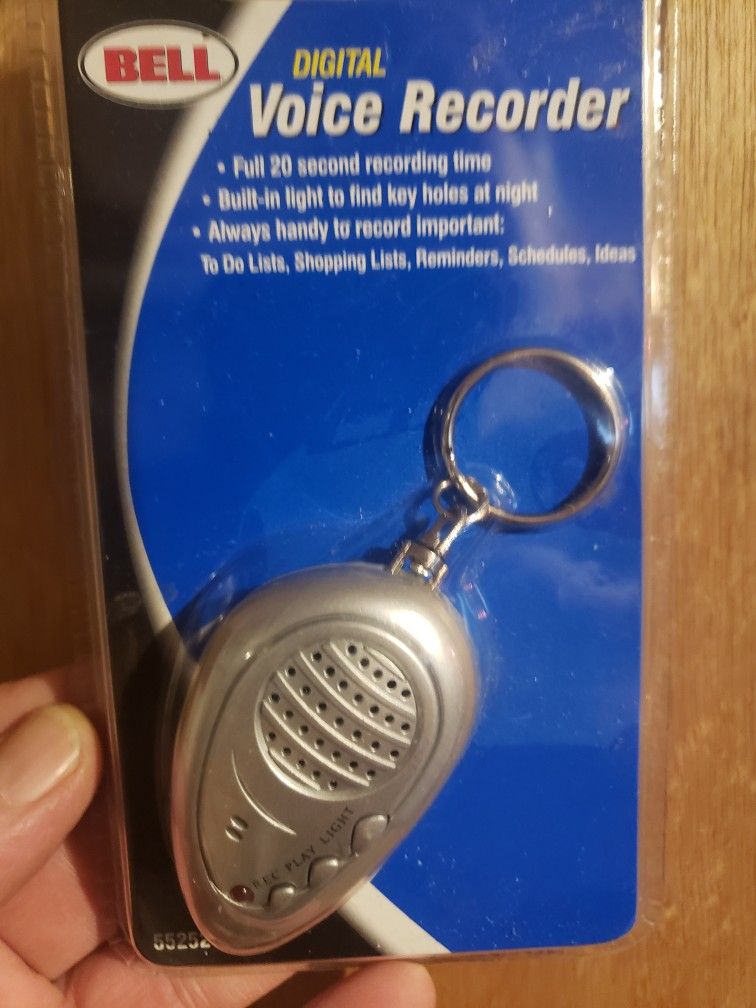 BELL
DIGITAL
Voice Recorder
• Full 20 second recording time
• Built-in light to find key holes at night
• Always handy to record important:
To Do Lists, Shopping Lists, Reminders, Schedules, Ideas
REC PLAY LIGHT